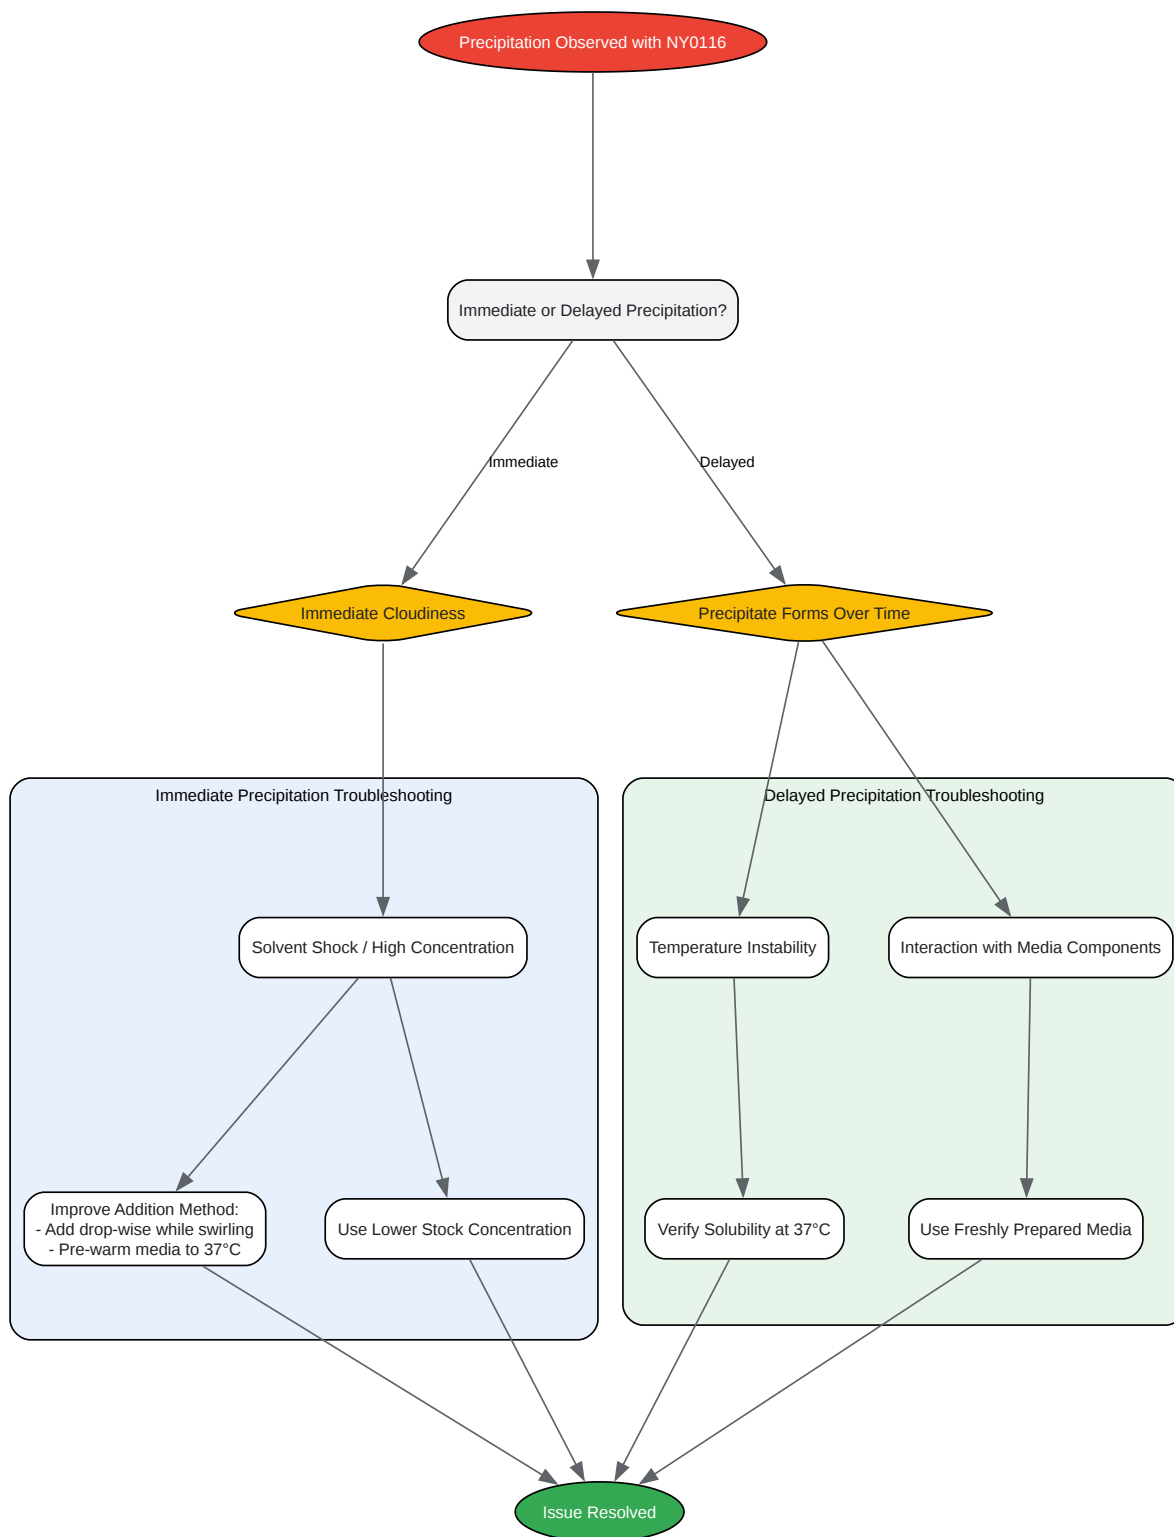 Precipitation Observed with NY0116
Immediate or Delayed Precipitation?
Immediate
Delayed
Immediate Cloudiness
Precipitate Forms Over Time
Immediate Precipitation Troubleshooting
Delayed Precipitation Troubleshooting
Solvent Shock / High Concentration
Temperature Instability
Interaction with Media Components
Improve Addition Method:
- Add drop-wise while swirling
- Pre-warm media to 37°C
Use Lower Stock Concentration
Verify Solubility at 37°C
Use Freshly Prepared Media
Issue Resolved